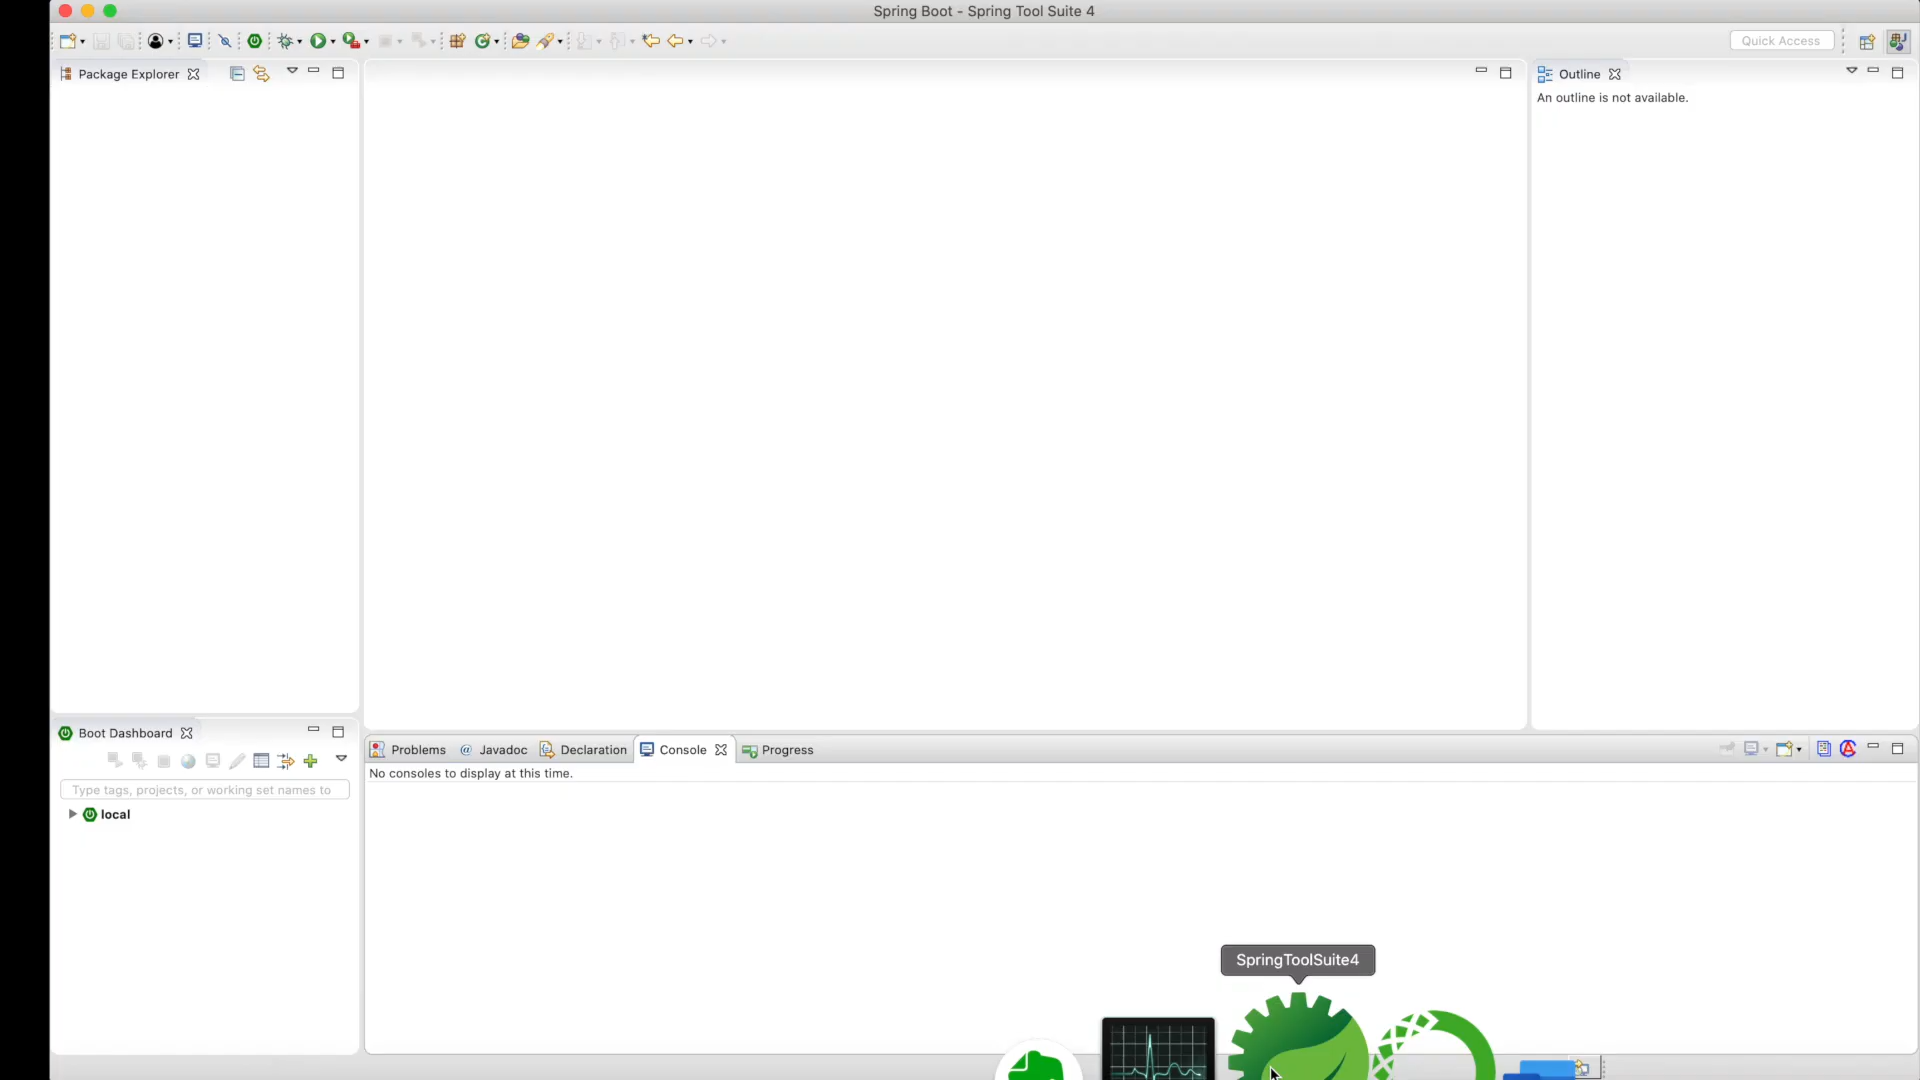 Spring Boot - Spring Tool Suite 4
Quick Access
Package Explorer
Outline
An outline is not available.
Boot Dashboard
Type tags, projects, or working set names to
local
Problems
@ Javadoc
Declaration
Console
Progress
No consoles to display at this time.
SpringToolSuite4